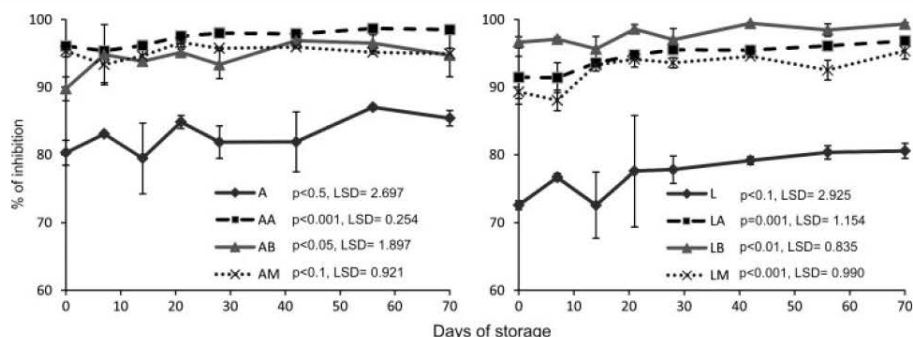 % of inhibition
100
90
80
70
60
0 10 20 30 40 50 60 70
A p<0.5, LSD= 2.697
AA p<0.001, LSD= 0.254
AB p<0.05, LSD= 1.897
AM p<0.1, LSD= 0.921
100
90
80
70
60
0 10 20 30 40 50 60 70
L p<0.1, LSD= 2.925
LA p=0.001, LSD= 1.154
LB p<0.01, LSD= 0.835
LM p<0.001, LSD= 0.990
Days of storage